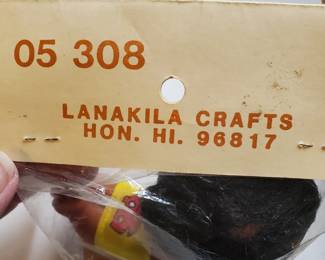 05 308
LANAKILA CRAFTS
HON. HI. 96817